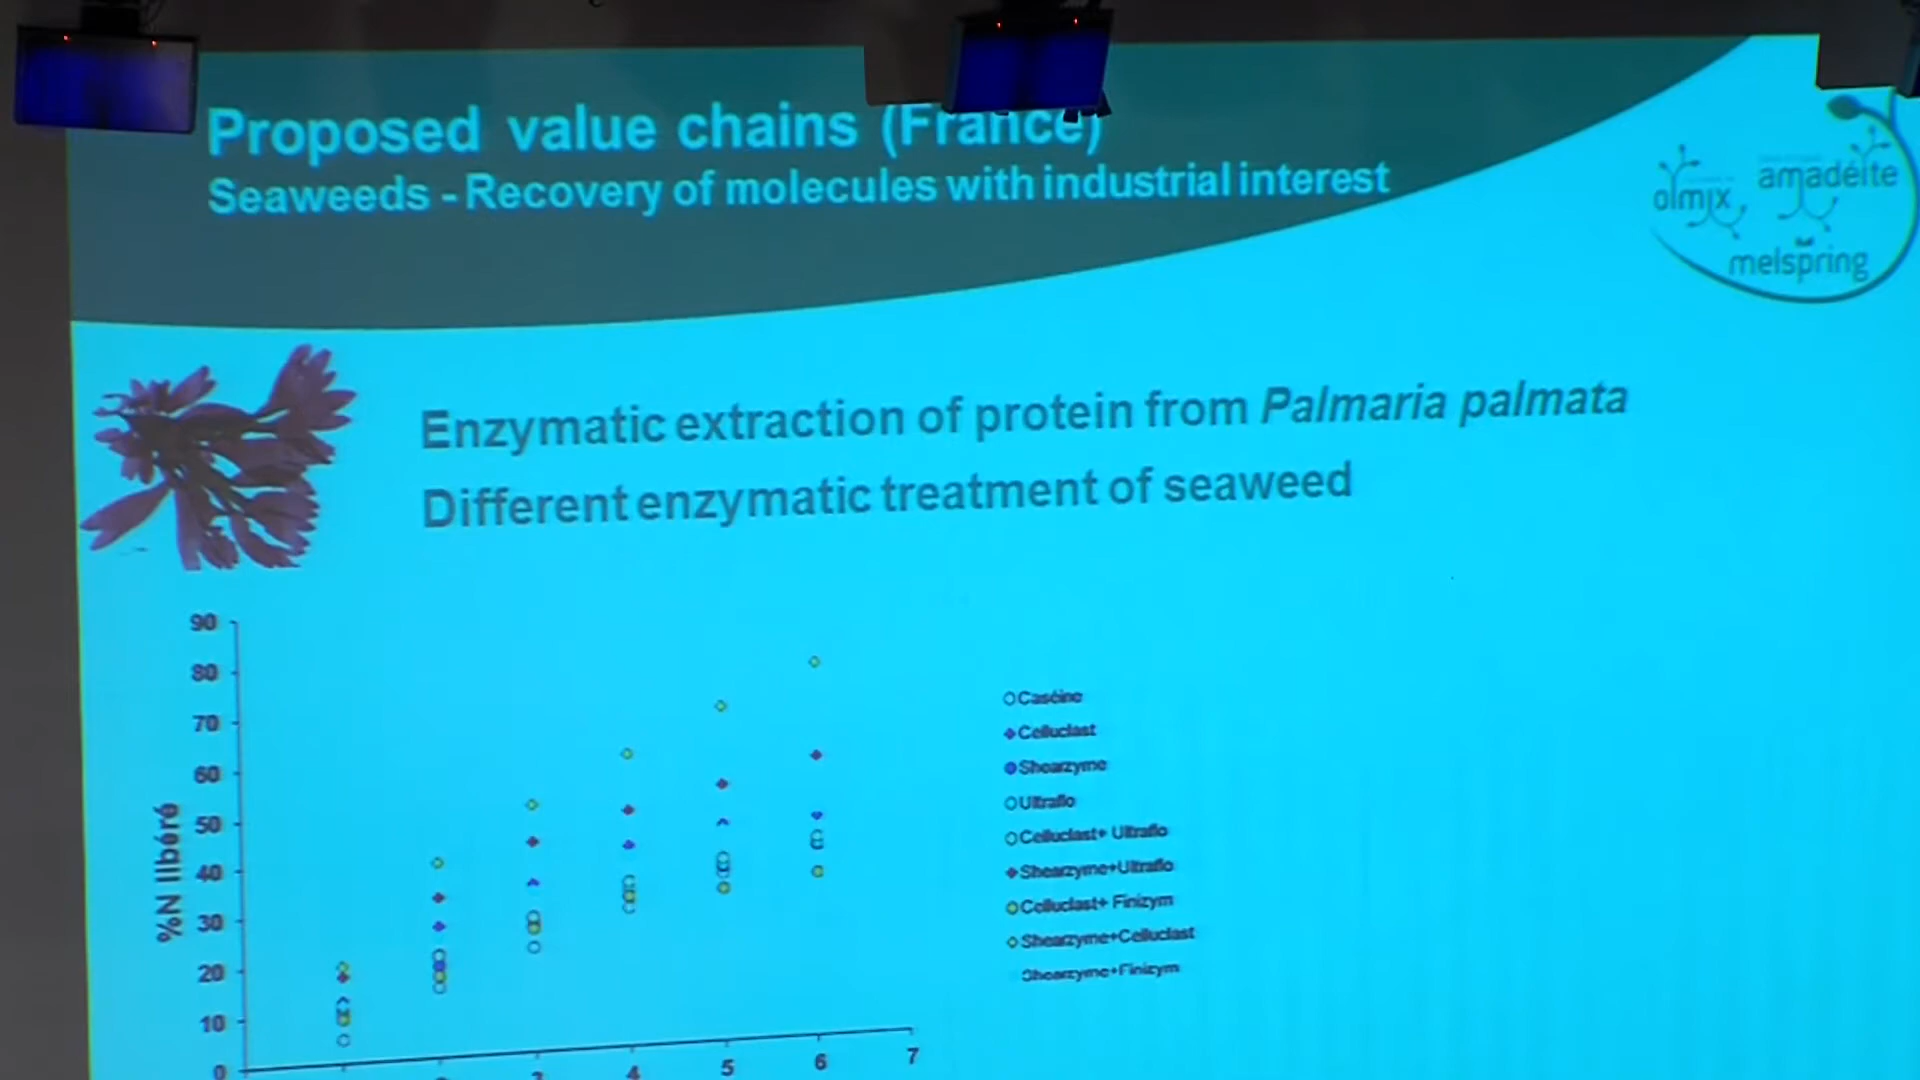 Proposed value chains (France)
Seaweeds - Recovery of molecules with industrial interest
olmix
amadéite
melspring
Enzymatic extraction of protein from Palmaria palmata
Different enzymatic treatment of seaweed
90
80
70
60
50
40
30
20
10
0
%N libéré
3
4
5
6
7
Caséine
Celluclast
Shearzyme
Ultraflo
Celluclast+ Ultraflo
Shearzyme+Ultraflo
Celluclast+ Finizym
Shearzyme+Celluclast
Shearzyme+Finizym